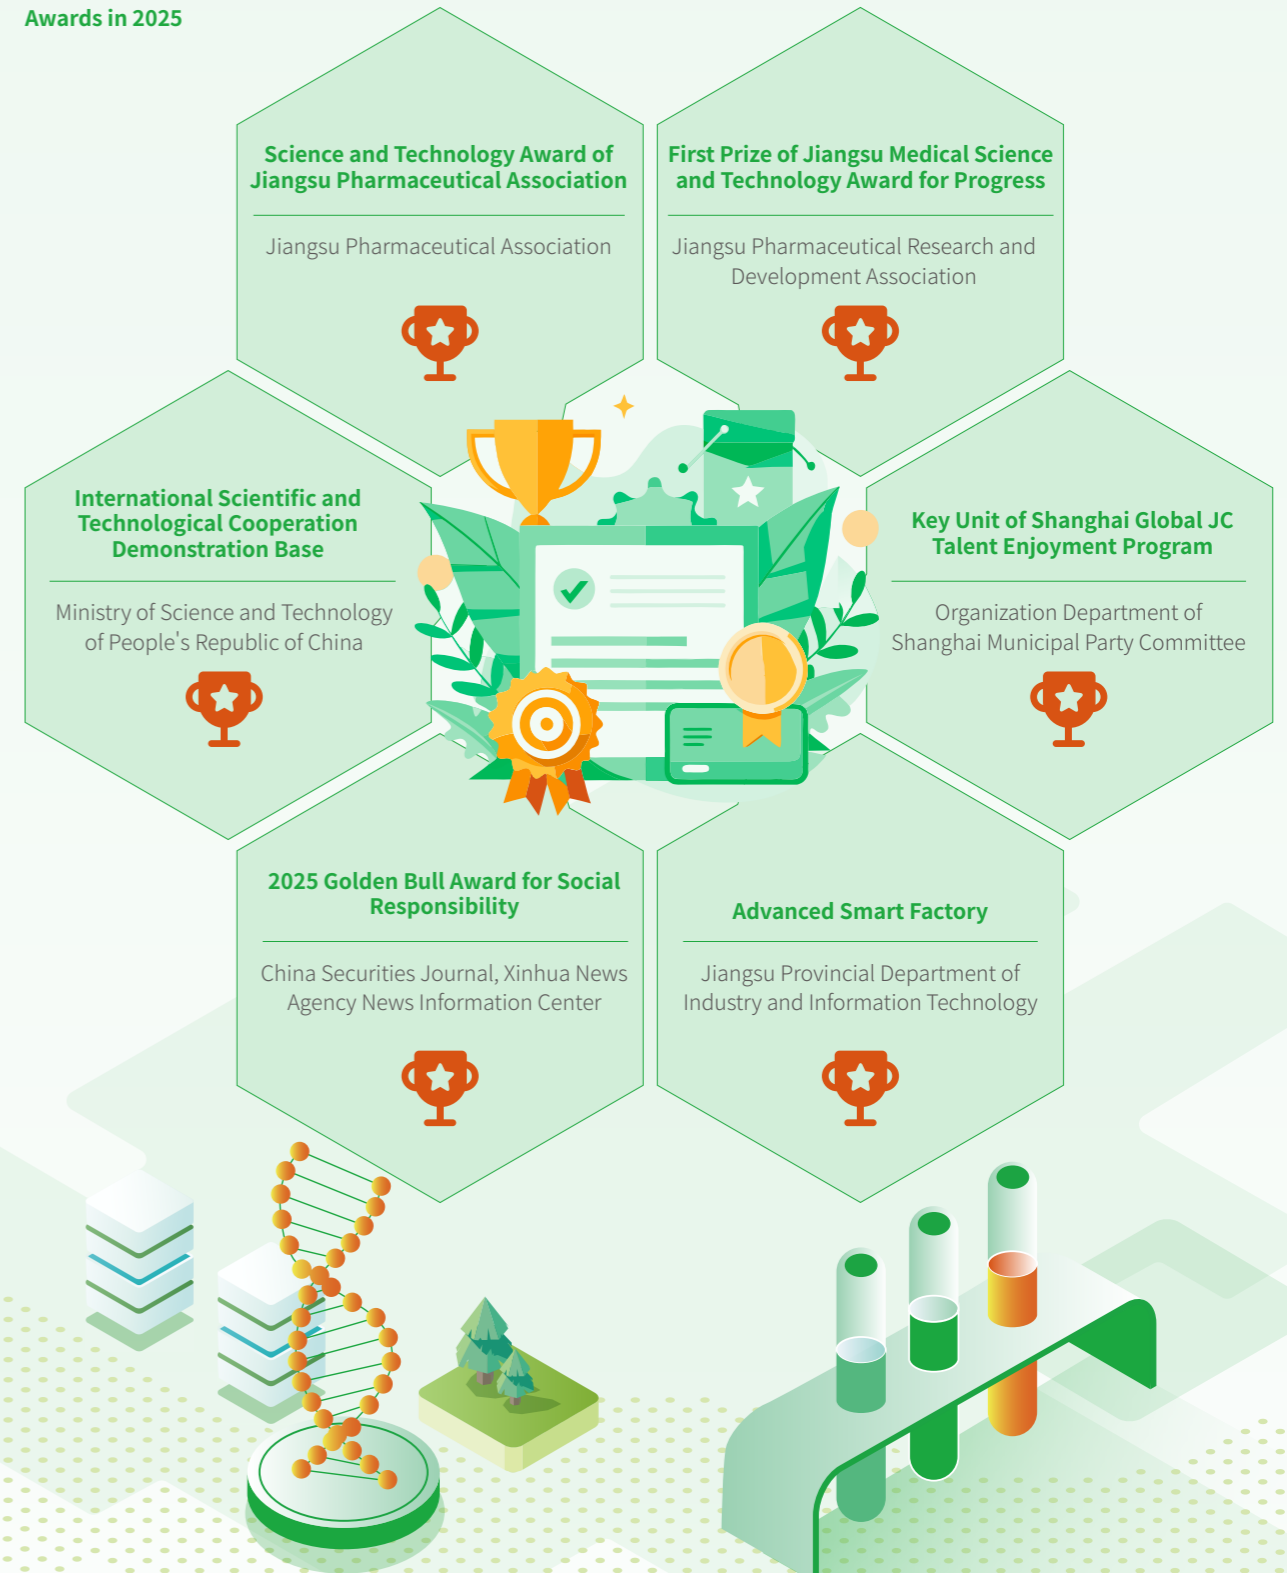 Awards in 2025
Science and Technology Award of
Jiangsu Pharmaceutical Association
Jiangsu Pharmaceutical Association
First Prize of Jiangsu Medical Science
and Technology Award for Progress
Jiangsu Pharmaceutical Research and
Development Association
International Scientific and
Technological Cooperation
Demonstration Base
Ministry of Science and Technology
of People's Republic of China
Key Unit of Shanghai Global JC
Talent Enjoyment Program
Organization Department of
Shanghai Municipal Party Committee
2025 Golden Bull Award for Social
Responsibility
China Securities Journal, Xinhua News
Agency News Information Center
Advanced Smart Factory
Jiangsu Provincial Department of
Industry and Information Technology